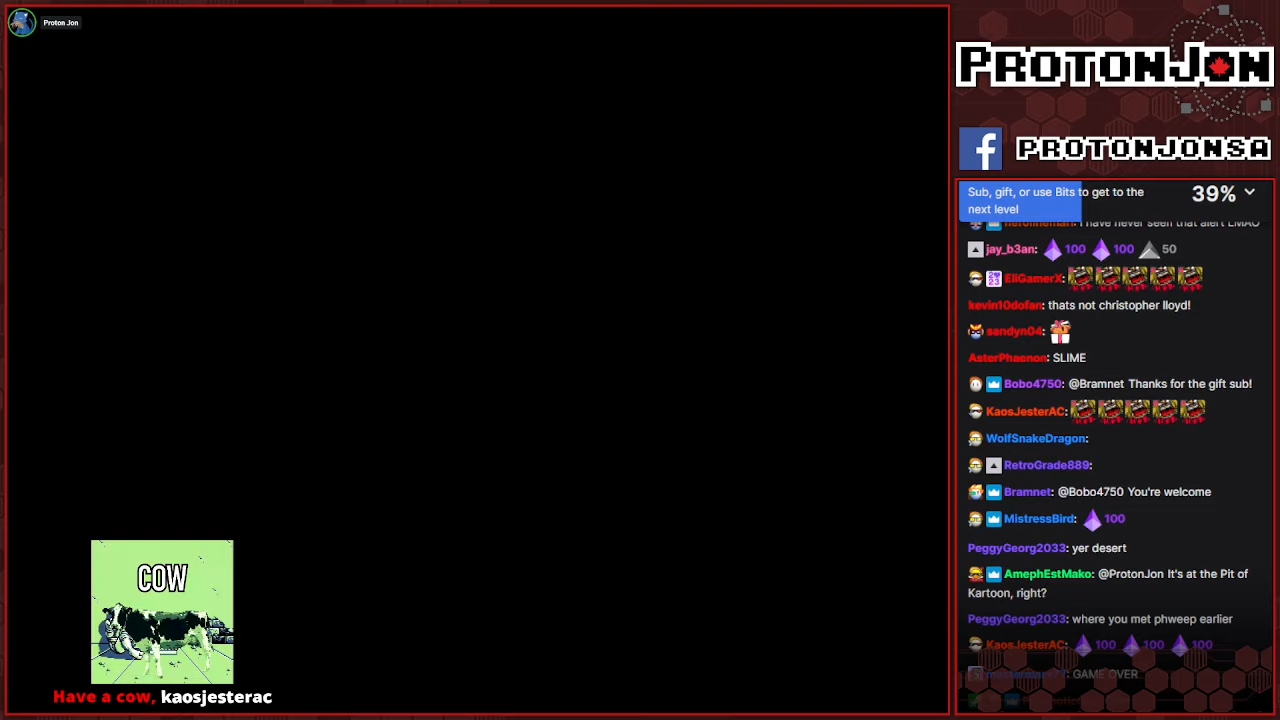 Proton Jon
PROTONJON
PROTONJONSA
Sub, gift, or use Bits to get to the
next level
39%
I have never seen that alert LMAO
jay_b3an: 100 100 50
EliGamerX:
kevin10dofan: thats not christopher lloyd!
sandyn04:
AsterPhaenon: SLIME
Bobo4750: @Bramnet Thanks for the gift sub!
KaosJesterAC:
WolfSnakeDragon:
RetroGrade889:
Bramnet: @Bobo4750 You're welcome
MistressBird: 100
PeggyGeorg2033: yer desert
AmephEstMako: @ProtonJon It's at the Pit of
Kartoon, right?
PeggyGeorg2033: where you met phweep earlier
KaosJesterAC: 100 100 100
GAME OVER
COW
Have a cow, kaosjesterac